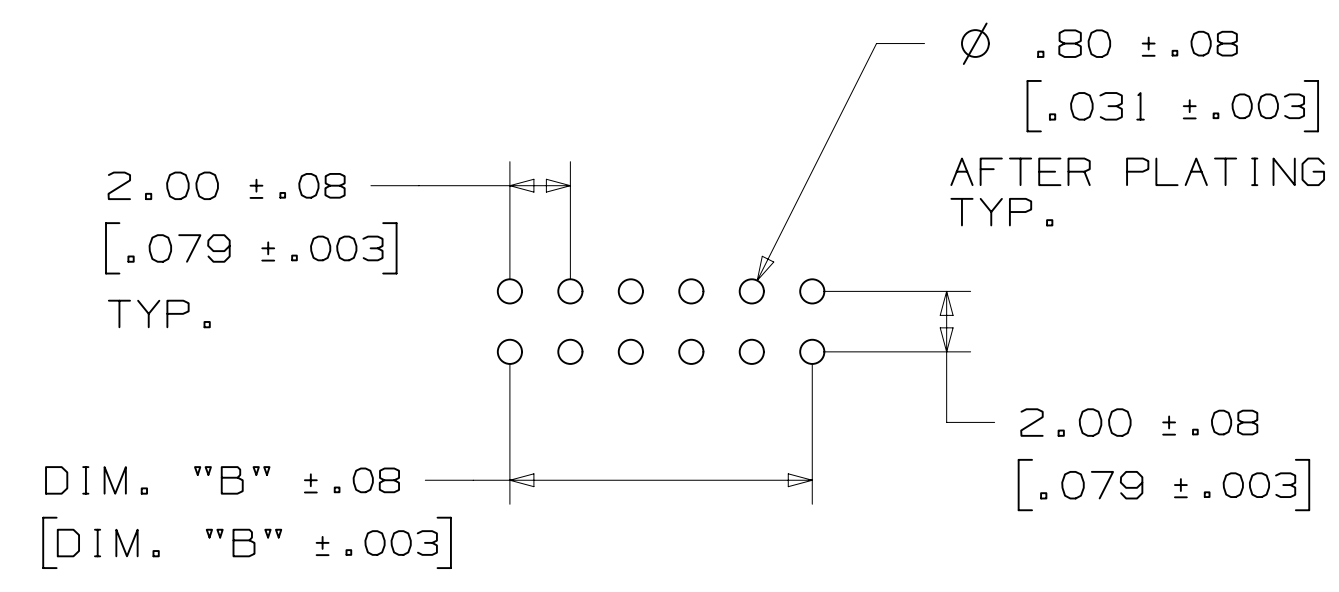 Ø .80 ±.08
[.031 ±.003]
AFTER PLATING
TYP.
2.00 ±.08
[.079 ±.003]
TYP.
2.00 ±.08
[.079 ±.003]
DIM. "B" ±.08
[DIM. "B" ±.003]